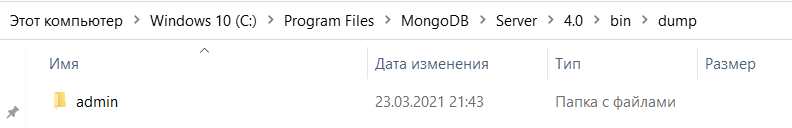 Этот компьютер > Windows 10 (C:) > Program Files > MongoDB > Server > 4.0 > bin > dump
Имя Дата изменения Тип Размер
admin 23.03.2021 21:43 Папка с файлами